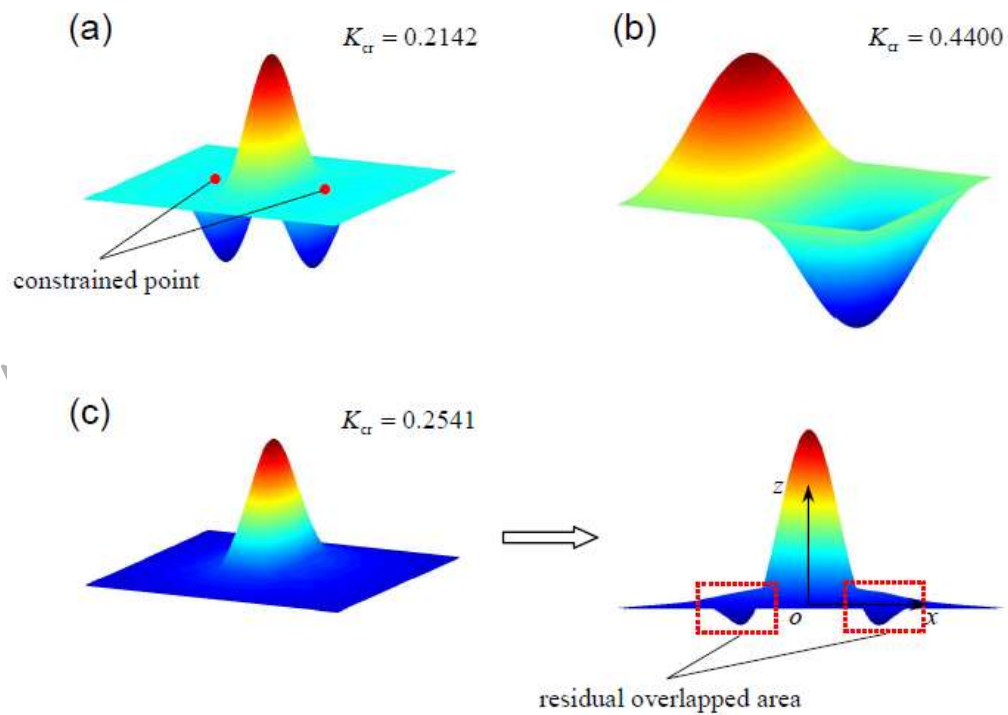 (a)
K_cr = 0.2142
constrained point
(b)
K_cr = 0.4400
(c)
K_cr = 0.2541
z
o
x
residual overlapped area